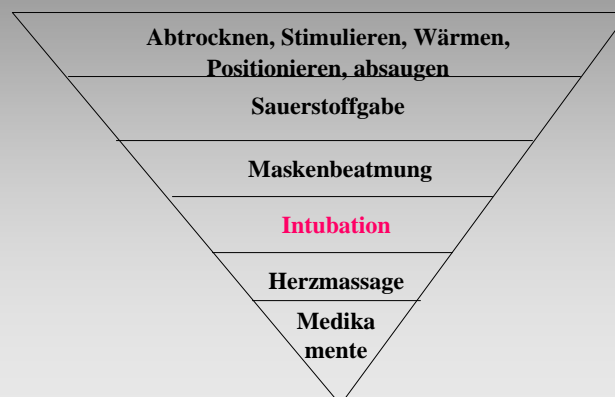 Abtrocknen, Stimulieren, Wärmen,
Positionieren, absaugen
Sauerstoffgabe
Maskenbeatmung
Intubation
Herzmassage
Medika
mente